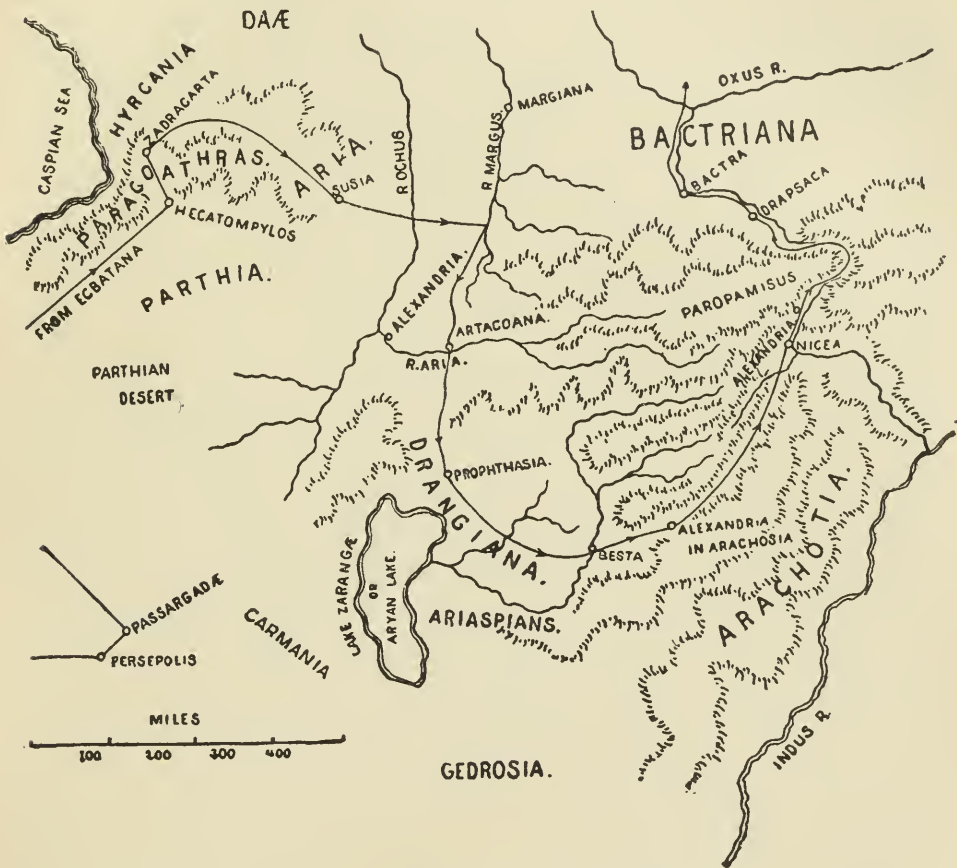 DAÆ
CASPIAN SEA
HYRCANIA
ZADRACARTA
PARACOATHRAS.
ARIA.
SUSIA
HECATOMPYLOS
FROM ECBATANA
PARTHIA.
R OCHUS
R. MARGUS.
MARGIANA
OXUS R.
BACTRIANA
BACTRA
DRAPSACA
PARTHIAN
DESERT
ALEXANDRIA.
ARTACOANA.
R. ARIA.
PAROPAMISUS
ALEXANDRIA
NICEA
PROPHTHASIA.
DRANGIANA.
BESTA
ALEXANDRIA
IN ARACHOSIA
ARACHOTIA.
LAKE ZARANGÆ
OR
ARYAN LAKE.
ARIASPIANS.
PASSARGADÆ
PERSEPOLIS
CARMANIA
MILES
100 200 300 400
GEDROSIA.
INDUS R.